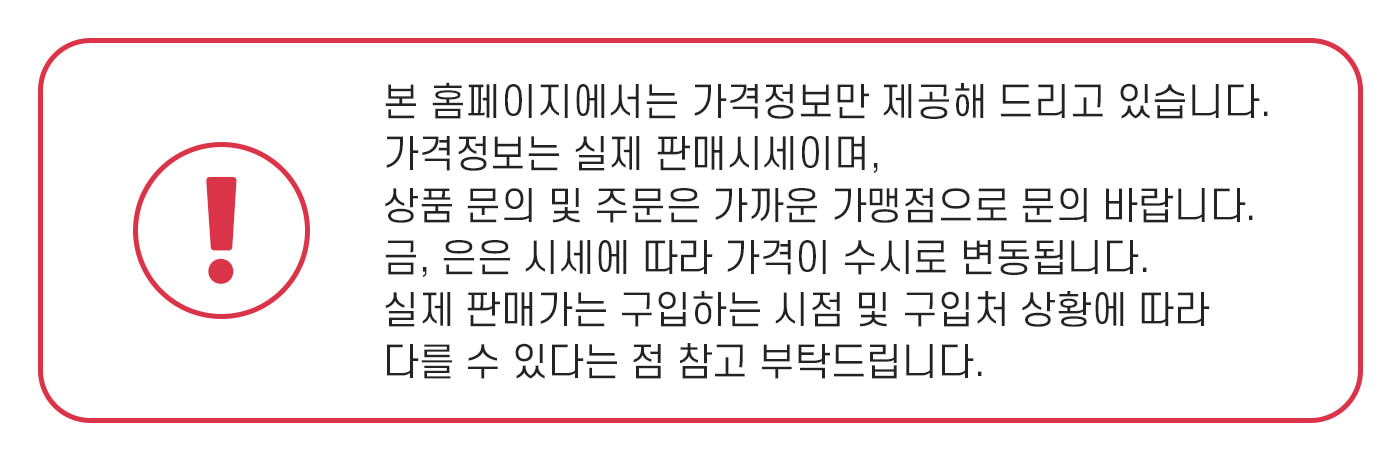 본 홈페이지에서는 가격정보만 제공해 드리고 있습니다.
가격정보는 실제 판매시세이며,
상품 문의 및 주문은 가까운 가맹점으로 문의 바랍니다.
금, 은은 시세에 따라 가격이 수시로 변동됩니다.
실제 판매가는 구입하는 시점 및 구입처 상황에 따라
다를 수 있다는 점 참고 부탁드립니다.